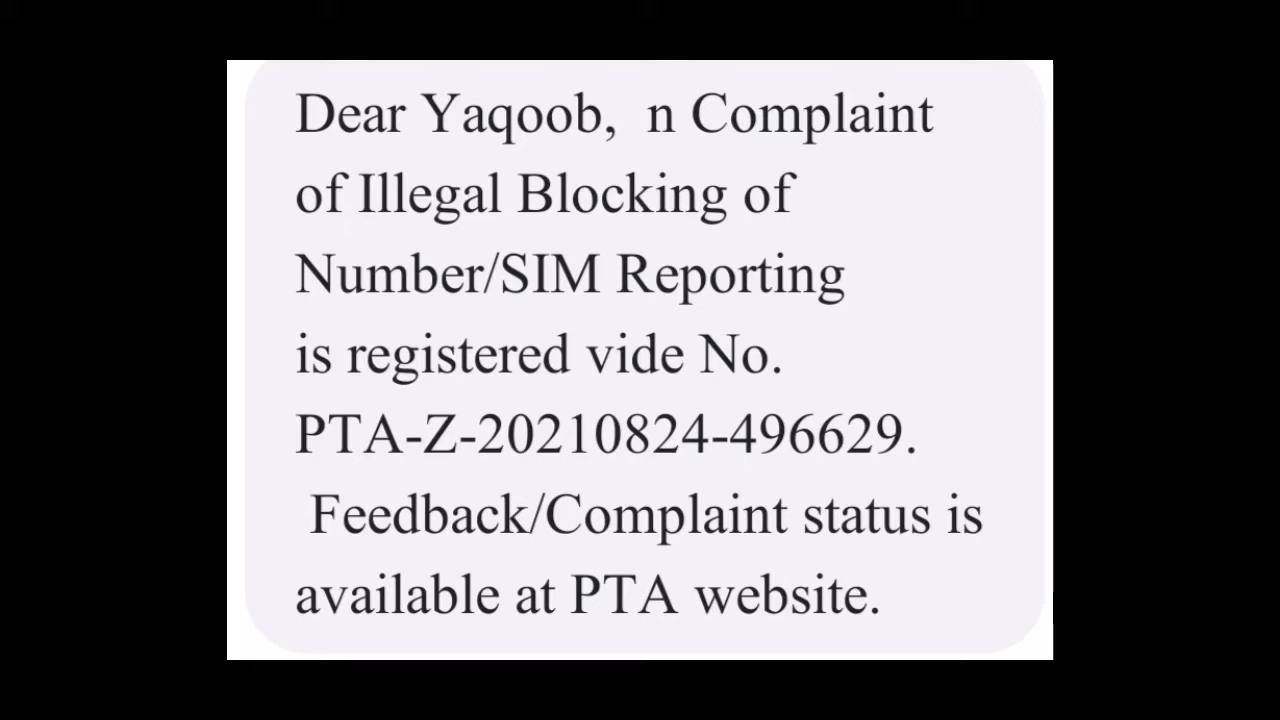 Dear Yaqoob,  n Complaint
of Illegal Blocking of
Number/SIM Reporting
is registered vide No.
PTA-Z-20210824-496629.
Feedback/Complaint status is
available at PTA website.